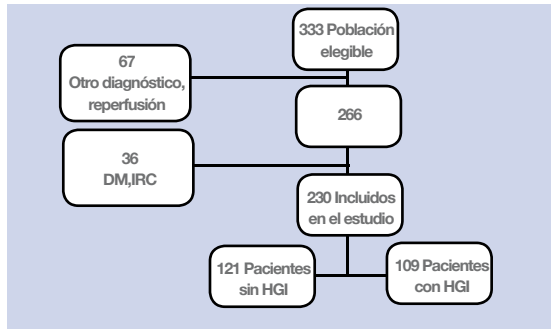 333 Población
elegible
67
Otro diagnóstico,
reperfusión
266
36
DM,IRC
230 Incluidos
en el estudio
121 Pacientes
sin HGI
109 Pacientes
con HGI